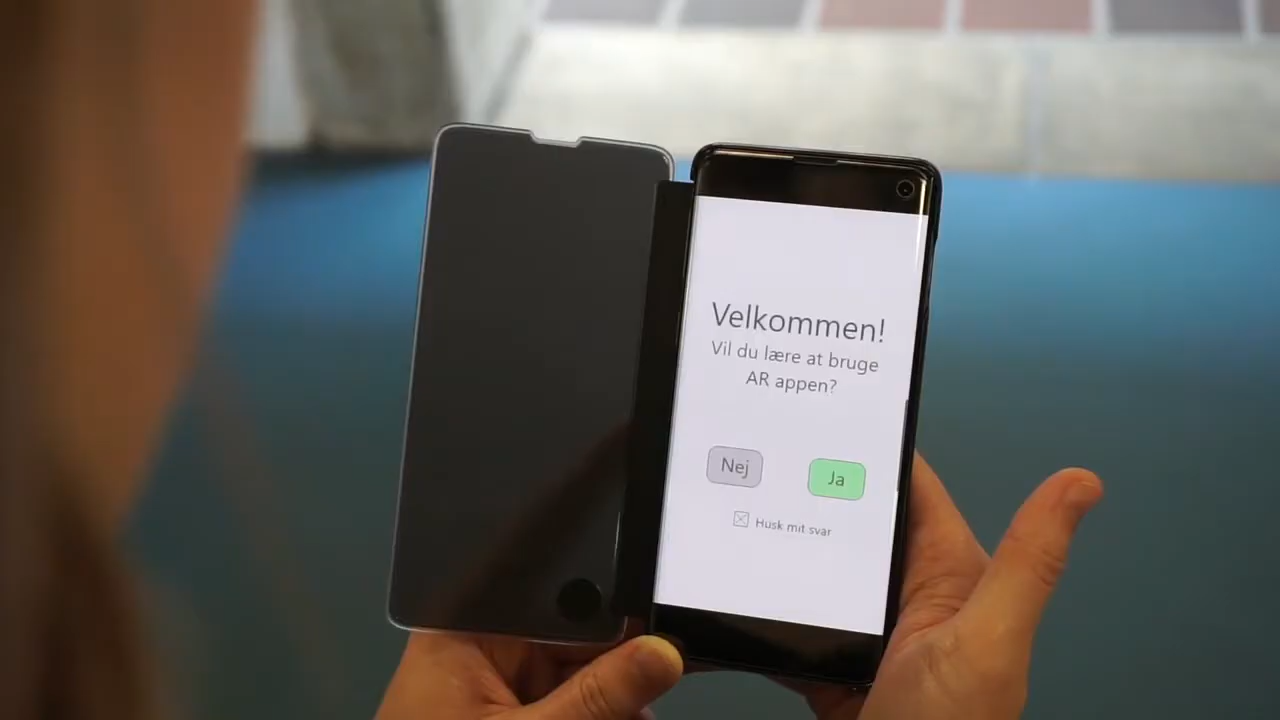 Velkommen!
Vil du lære at bruge
AR appen?
Nej
Ja
Husk mit svar